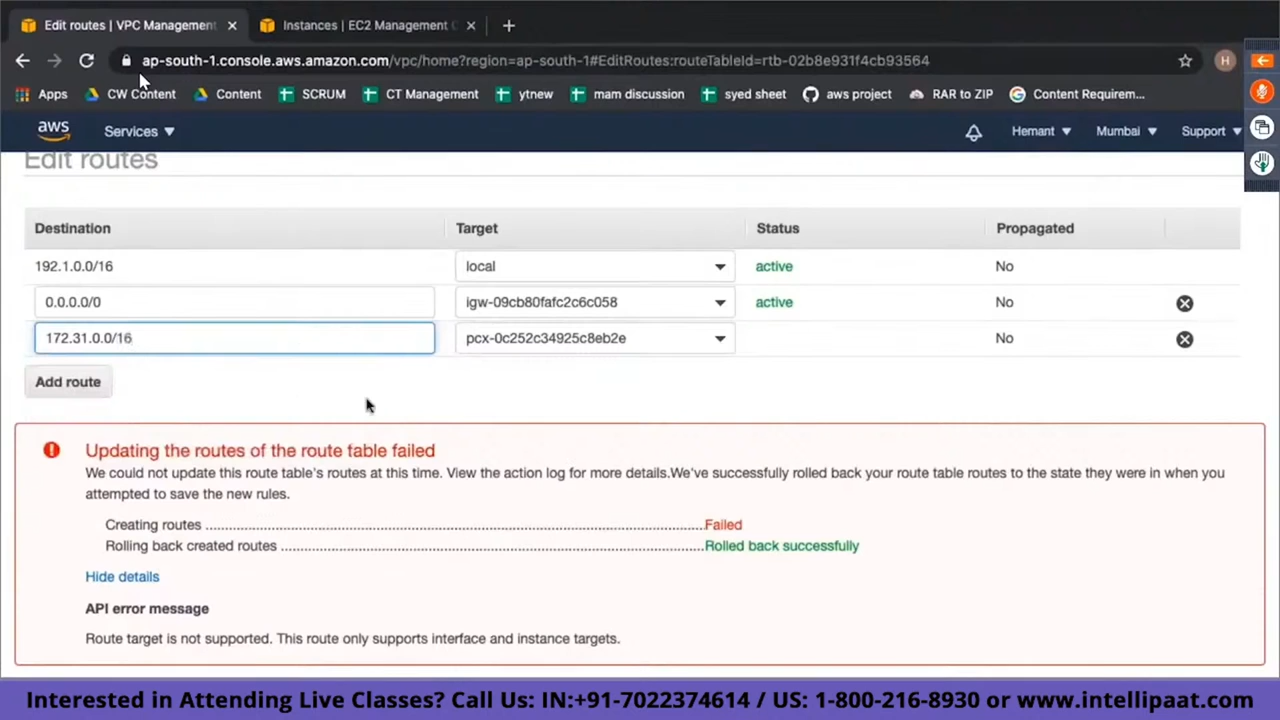 Edit routes | VPC Management
Instances | EC2 Management C
ap-south-1.console.aws.amazon.com/vpc/home?region=ap-south-1#EditRoutes:routeTableId=rtb-02b8e931f4cb93564
H
Apps CW Content Content SCRUM CT Management ytnew mam discussion syed sheet aws project RAR to ZIP Content Requirem...
aws Services Hemant Mumbai Support
Edit routes
Destination Target Status Propagated
192.1.0.0/16 local active No
0.0.0.0/0 igw-09cb80fafc2c6c058 active No
172.31.0.0/16 pcx-0c252c34925c8eb2e No
Add route
Updating the routes of the route table failed
We could not update this route table's routes at this time. View the action log for more details.We've successfully rolled back your route table routes to the state they were in when you
attempted to save the new rules.
Creating routes ........ Failed
Rolling back created routes ........ Rolled back successfully
Hide details
API error message
Route target is not supported. This route only supports interface and instance targets.
Interested in Attending Live Classes? Call Us: IN:+91-7022374614 / US: 1-800-216-8930 or www.intellipaat.com